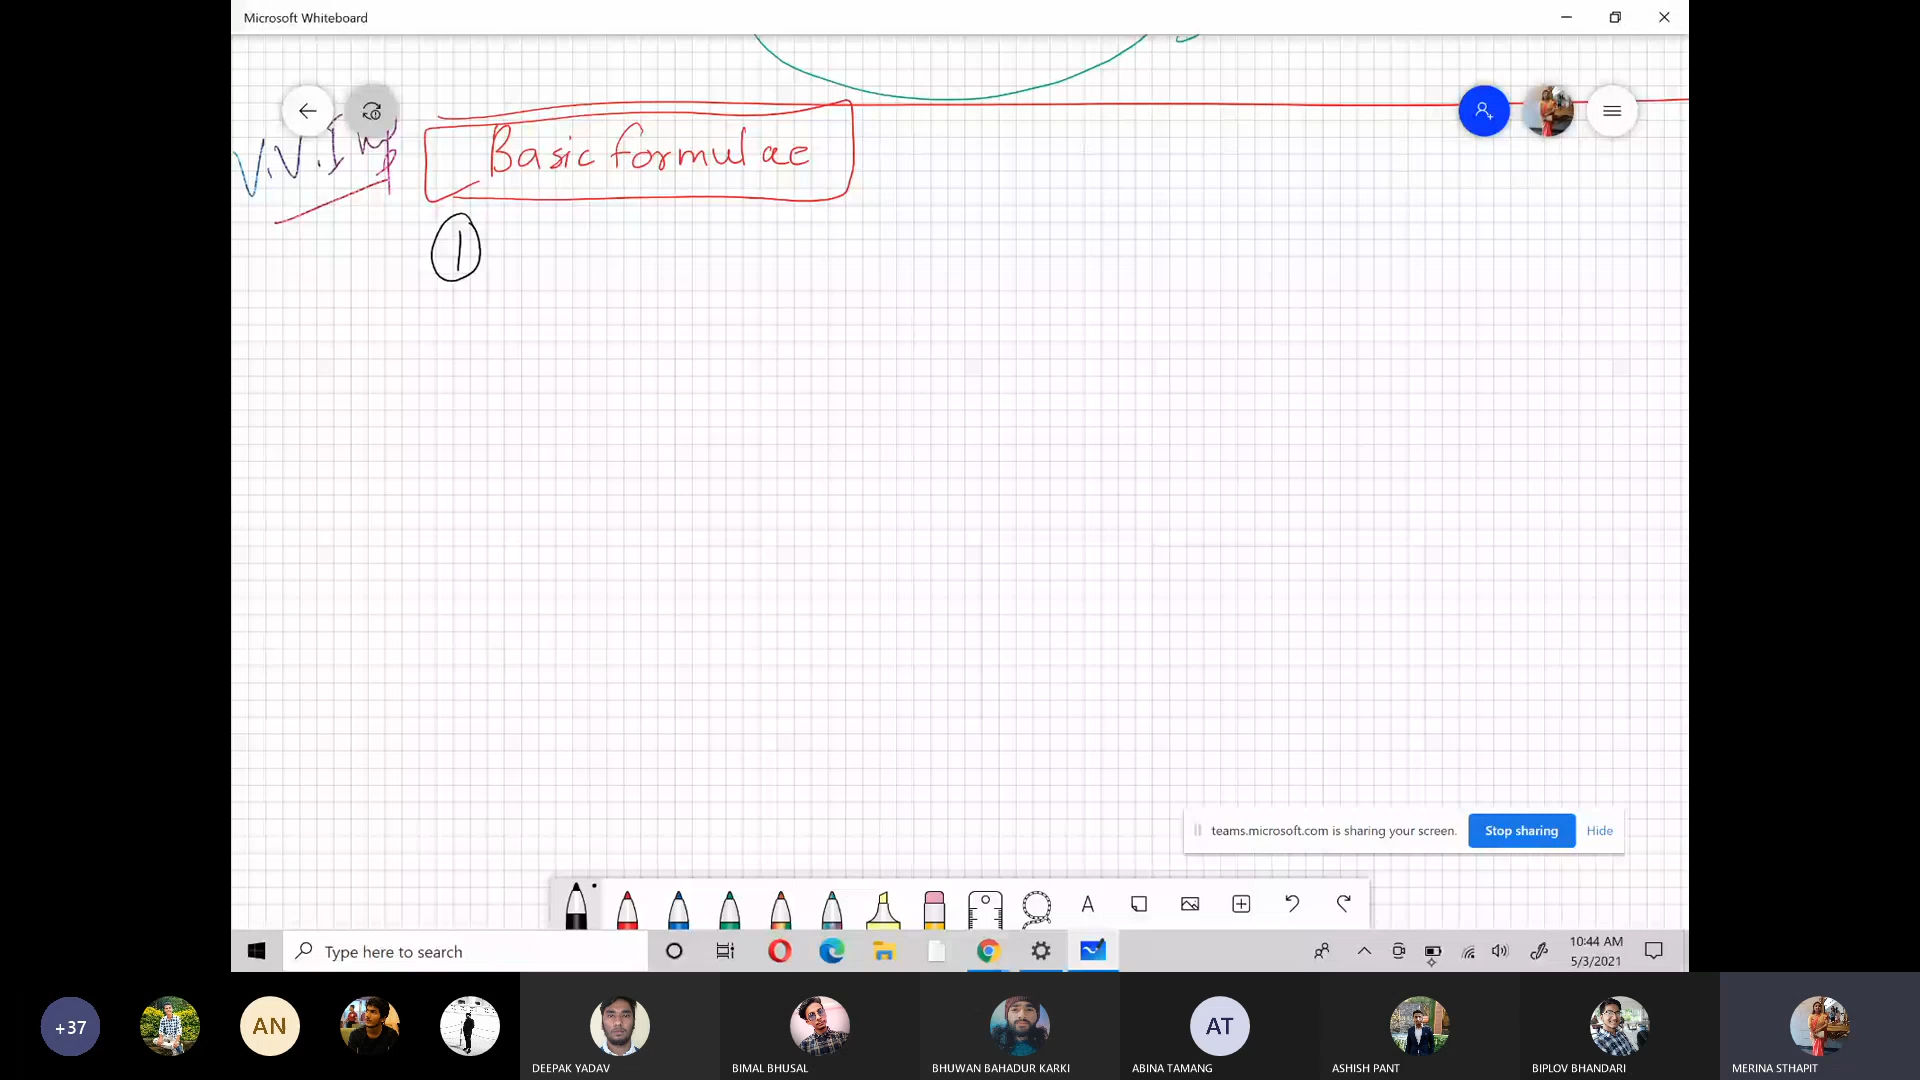 Microsoft Whiteboard
V.V.Imp
Basic formulae
1
teams.microsoft.com is sharing your screen.
Stop sharing
Hide
A
Type here to search
10:44 AM
5/3/2021
+37
AN
AT
DEEPAK YADAV
BIMAL BHUSAL
BHUWAN BAHADUR KARKI
ABINA TAMANG
ASHISH PANT
BIPLOV BHANDARI
MERINA STHAPIT